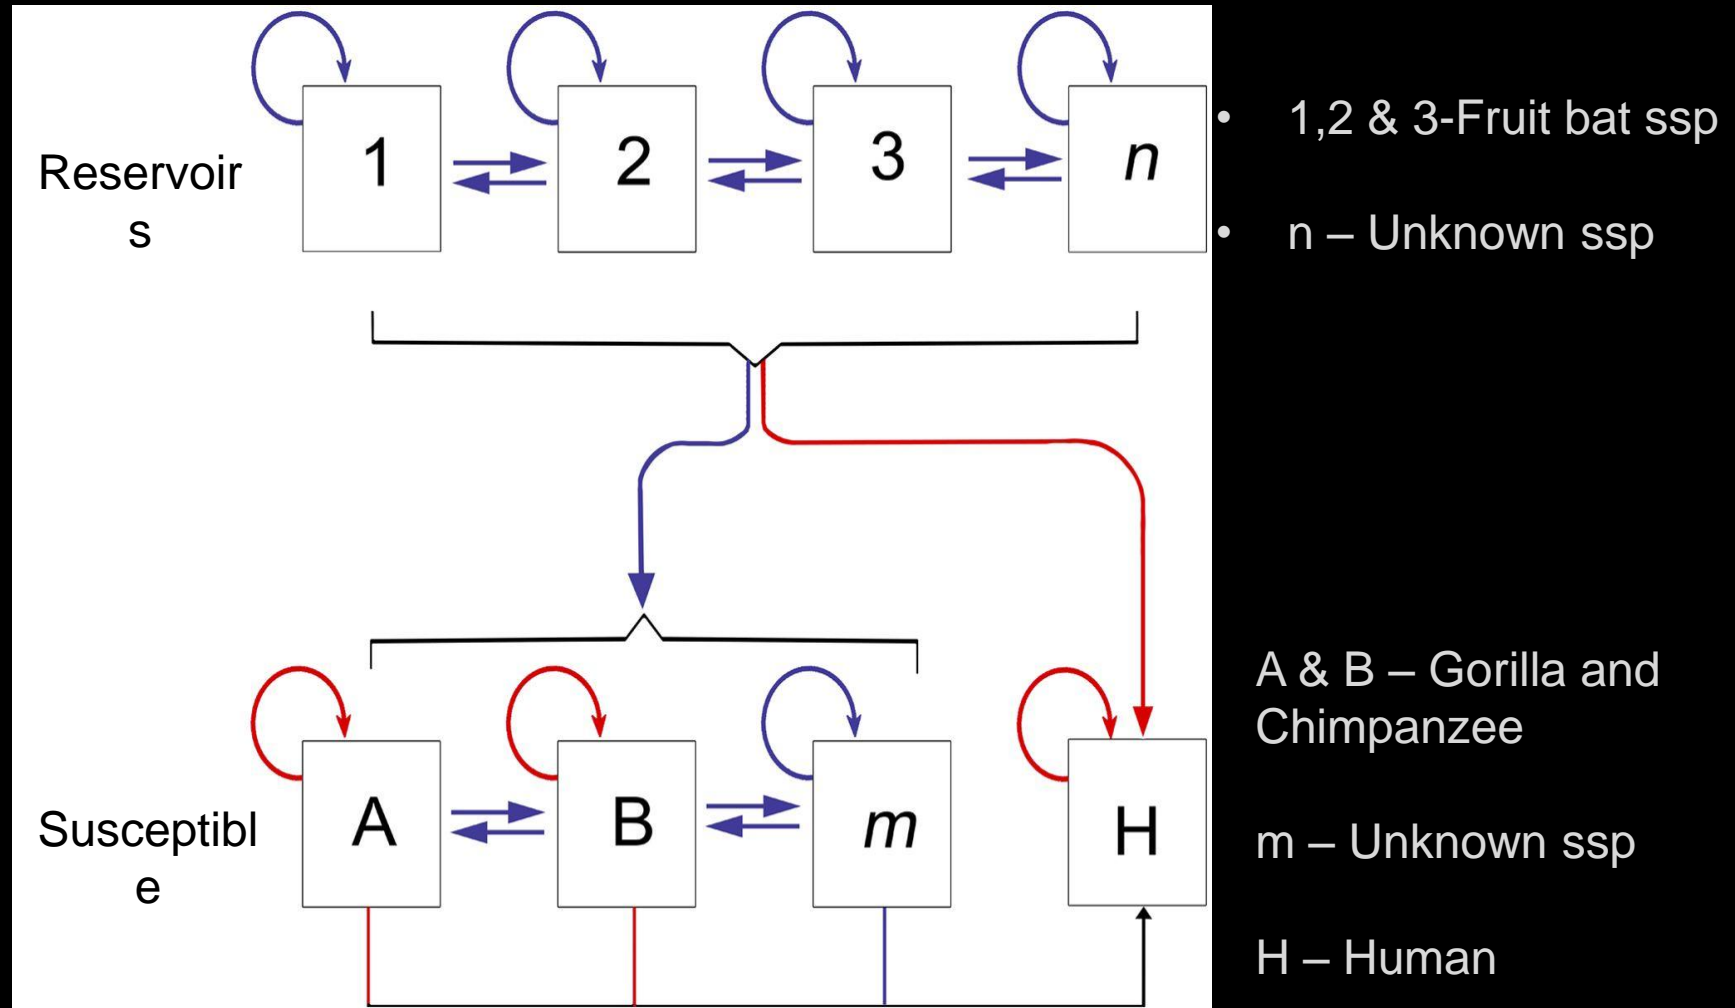 1
2
3
n
Reservoir
s
• 1,2 & 3-Fruit bat ssp
• n – Unknown ssp
A
B
m
H
Susceptibl
e
A & B – Gorilla and
Chimpanzee
m – Unknown ssp
H – Human